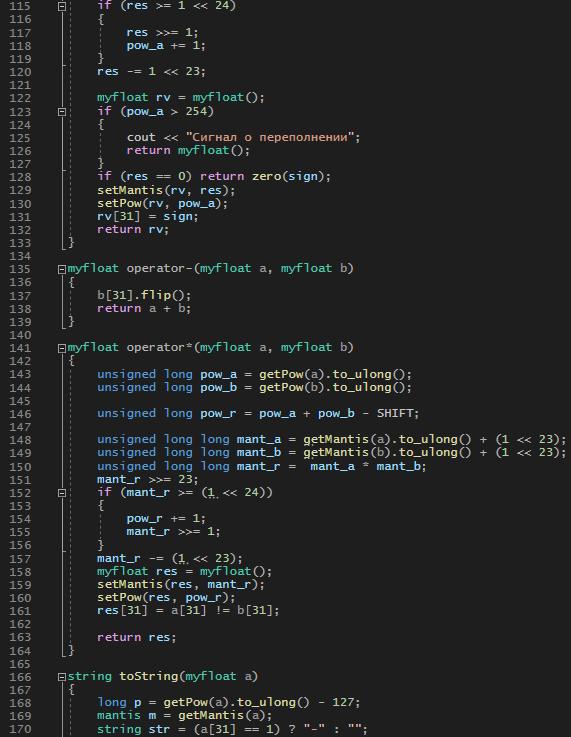 115 if (res >= 1 << 24)
116 {
117 res >>= 1;
118 pow_a += 1;
119 }
120 res -= 1 << 23;
121
122 myfloat rv = myfloat();
123 if (pow_a > 254)
124 {
125 cout << "Сигнал о переполнении";
126 return myfloat();
127 }
128 if (res == 0) return zero(sign);
129 setMantis(rv, res);
130 setPow(rv, pow_a);
131 rv[31] = sign;
132 return rv;
133 }
134
135 myfloat operator-(myfloat a, myfloat b)
136 {
137 b[31].flip();
138 return a + b;
139 }
140
141 myfloat operator*(myfloat a, myfloat b)
142 {
143 unsigned long pow_a = getPow(a).to_ulong();
144 unsigned long pow_b = getPow(b).to_ulong();
145
146 unsigned long pow_r = pow_a + pow_b - SHIFT;
147
148 unsigned long long mant_a = getMantis(a).to_ulong() + (1 << 23);
149 unsigned long long mant_b = getMantis(b).to_ulong() + (1 << 23);
150 unsigned long long mant_r = mant_a * mant_b;
151 mant_r >>= 23;
152 if (mant_r >= (1 << 24))
153 {
154 pow_r += 1;
155 mant_r >>= 1;
156 }
157 mant_r -= (1 << 23);
158 myfloat res = myfloat();
159 setMantis(res, mant_r);
160 setPow(res, pow_r);
161 res[31] = a[31] != b[31];
162
163 return res;
164 }
165
166 string toString(myfloat a)
167 {
168 long p = getPow(a).to_ulong() - 127;
169 mantis m = getMantis(a);
170 string str = (a[31] == 1) ? "-" : "";